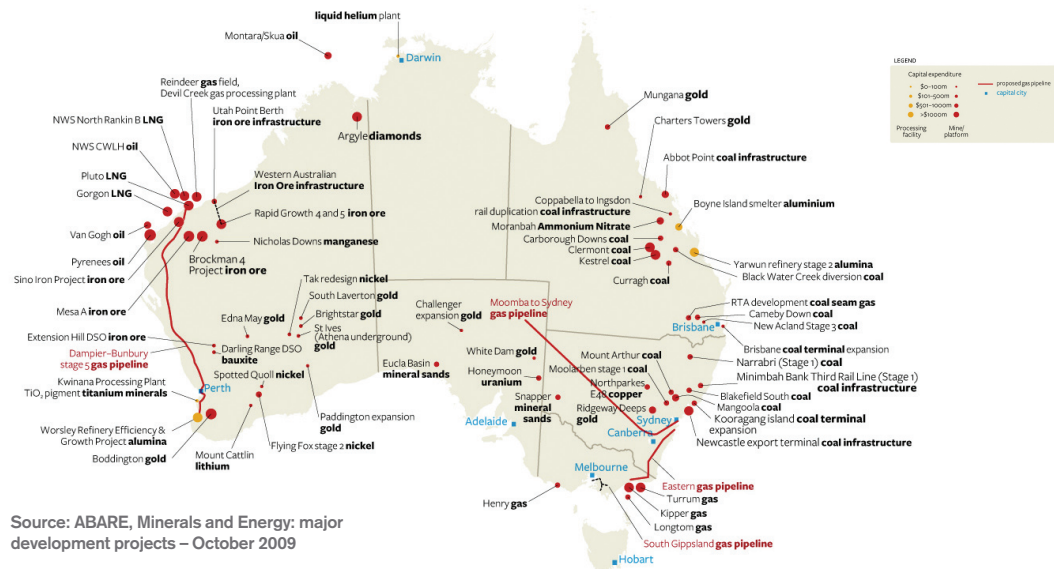 liquid helium plant
Montara/Skua oil
Darwin
LEGEND
Capital expenditure
$0–100m
$101–500m
$501–1000m
>$1000m
Processing
facility
Mine/
platform
proposed gas pipeline
capital city
Reindeer gas field,
Devil Creek gas processing plant
Utah Point Berth
iron ore infrastructure
NWS North Rankin B LNG
NWS CWLH oil
Pluto LNG
Gorgon LNG
Argyle diamonds
Western Australian
Iron Ore infrastructure
Rapid Growth 4 and 5 iron ore
Nicholas Downs manganese
Van Gogh oil
Pyrenees oil
Sino Iron Project iron ore
Brockman 4
Project iron ore
Mesa A iron ore
Mungana gold
Charters Towers gold
Abbot Point coal infrastructure
Coppabella to Ingsdon
rail duplication coal infrastructure
Boyne Island smelter aluminium
Moranbah Ammonium Nitrate
Carborough Downs coal
Clermont coal
Kestrel coal
Curragh coal
Yarwun refinery stage 2 alumina
Black Water Creek diversion coal
Tak redesign nickel
South Laverton gold
Brightstar gold
St Ives
(Athena underground)
gold
Edna May gold
Extension Hill DSO iron ore
Darling Range DSO
bauxite
Dampier–Bunbury
stage 5 gas pipeline
Spotted Quoll nickel
Kwinana Processing Plant
TiO₂ pigment titanium minerals
Perth
Worsley Refinery Efficiency &
Growth Project alumina
Boddington gold
Mount Cattlin
lithium
Flying Fox stage 2 nickel
Paddington expansion
gold
Challenger
expansion gold
Eucla Basin
mineral sands
Moomba to Sydney
gas pipeline
White Dam gold
Honeymoon
uranium
Snapper
mineral
sands
Adelaide
Mount Arthur coal
Moolarben stage 1 coal
Northparkes
E48 copper
Ridgeway Deeps
gold
Sydney
Canberra
RTA development coal seam gas
Cameby Down coal
New Acland Stage 3 coal
Brisbane
Brisbane coal terminal expansion
Narrabri (Stage 1) coal
Minimbah Bank Third Rail Line (Stage 1)
coal infrastructure
Blakefield South coal
Mangoola coal
Kooragang island coal terminal
expansion
Newcastle export terminal coal infrastructure
Melbourne
Eastern gas pipeline
Henry gas
Turrum gas
Kipper gas
Longtom gas
South Gippsland gas pipeline
Hobart
Source: ABARE, Minerals and Energy: major
development projects – October 2009